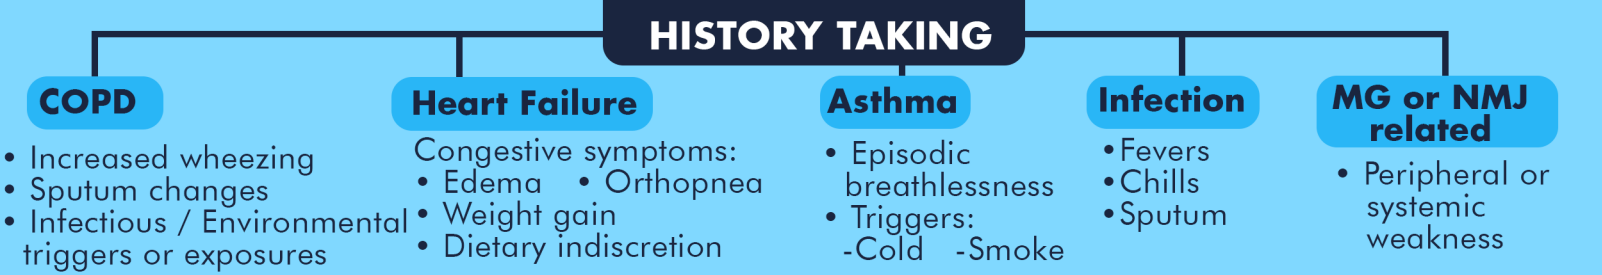 HISTORY TAKING
COPD
• Increased wheezing
• Sputum changes
• Infectious / Environmental
triggers or exposures
Heart Failure
Congestive symptoms:
• Edema • Orthopnea
• Weight gain
• Dietary indiscretion
Asthma
• Episodic
breathlessness
• Triggers:
-Cold -Smoke
Infection
•Fevers
•Chills
•Sputum
MG or NMJ
related
• Peripheral or
systemic
weakness